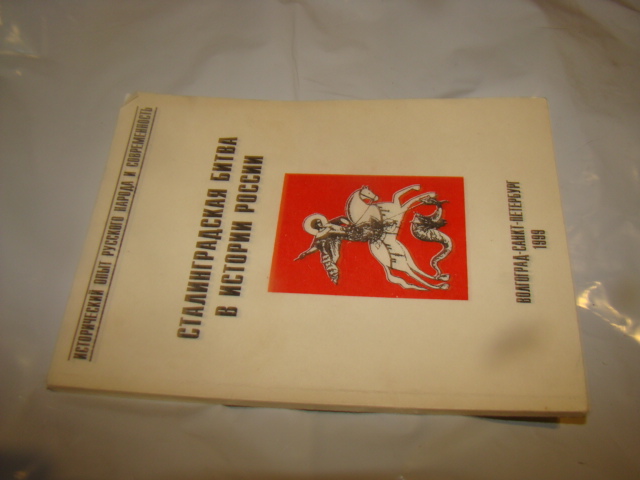 ИСТОРИЧЕСКИЙ ОПЫТ РУССКОГО НАРОДА И СОВРЕМЕННОСТЬ
СТАЛИНГРАДСКАЯ БИТВА
В ИСТОРИИ РОССИИ
ВОЛГОГРАД-САНКТ-ПЕТЕРБУРГ
1999